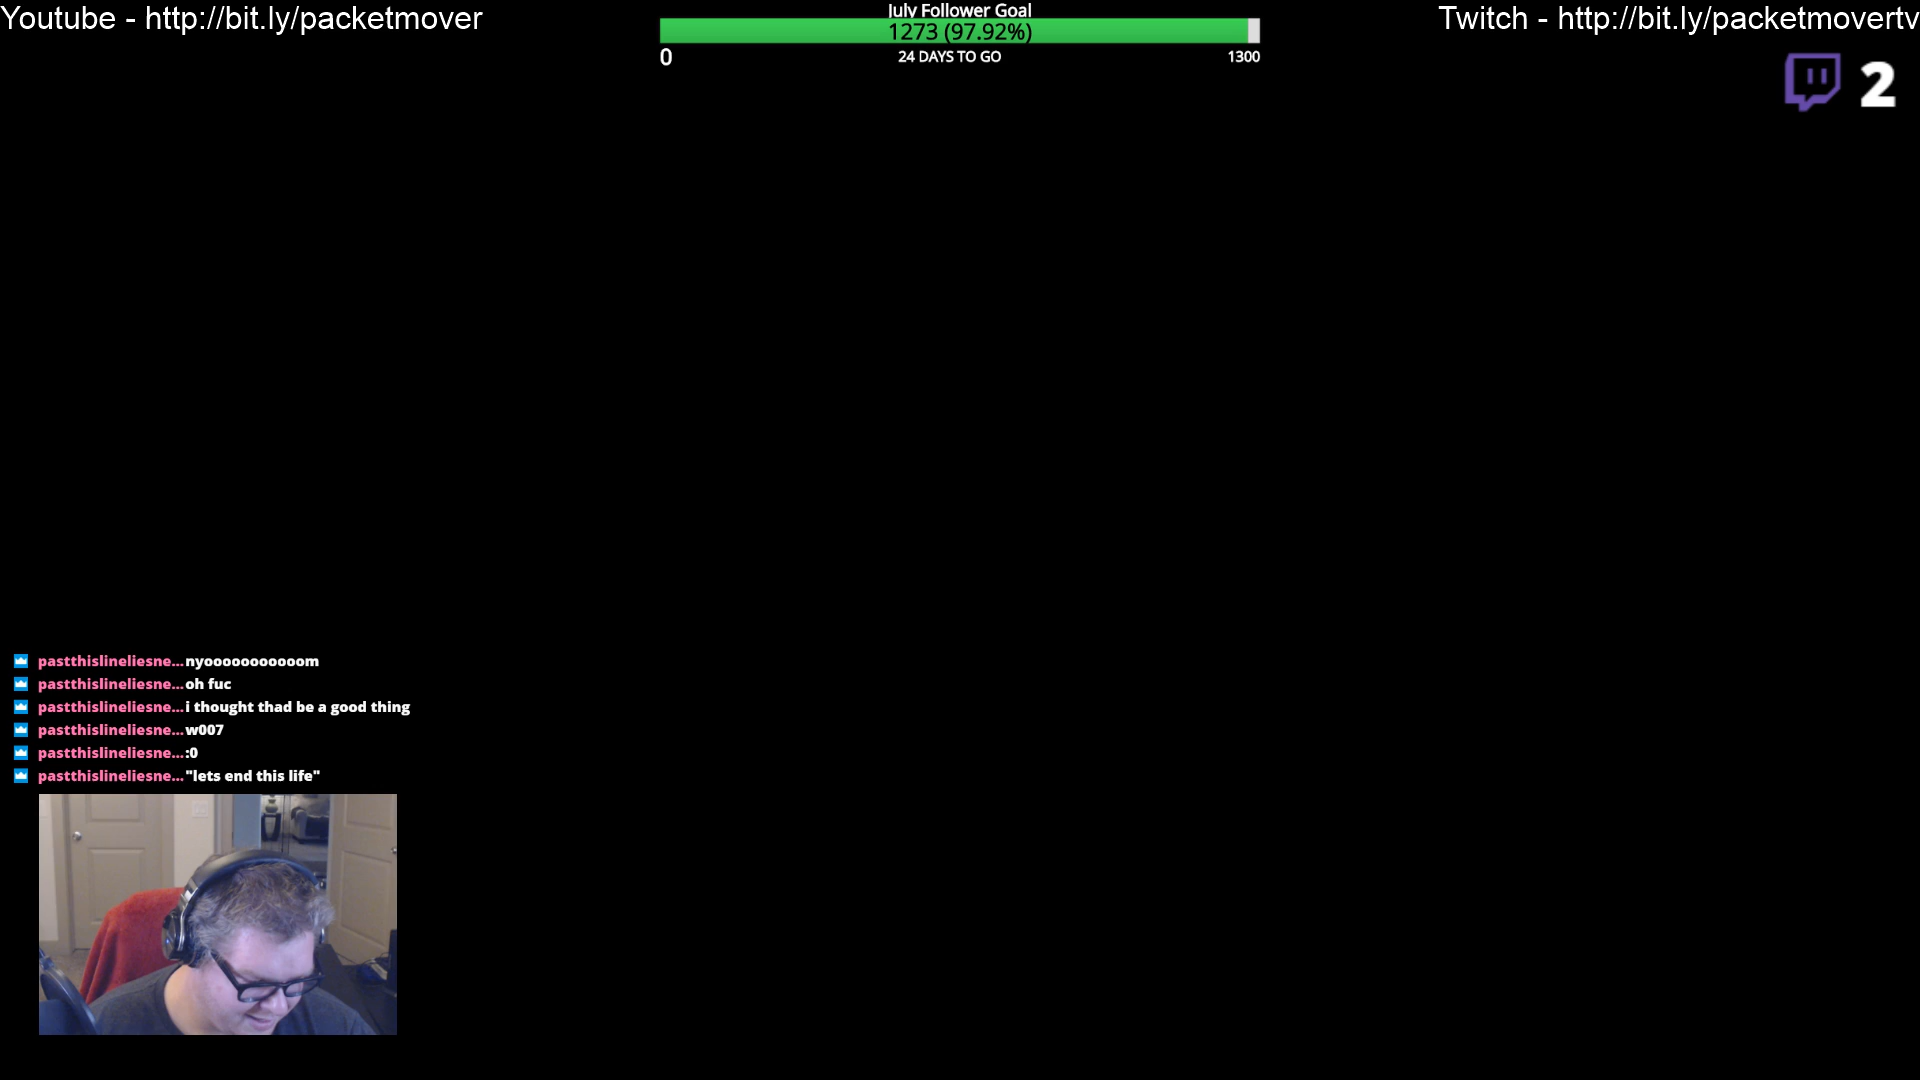 Youtube - http://bit.ly/packetmover
July Follower Goal
1273 (97.92%)
0
24 DAYS TO GO
1300
Twitch - http://bit.ly/packetmovertv
2
pastthislineliesne... nyooooooooooom
pastthislineliesne... oh fuc
pastthislineliesne... i thought thad be a good thing
pastthislineliesne... w007
pastthislineliesne... :0
pastthislineliesne... "lets end this life"